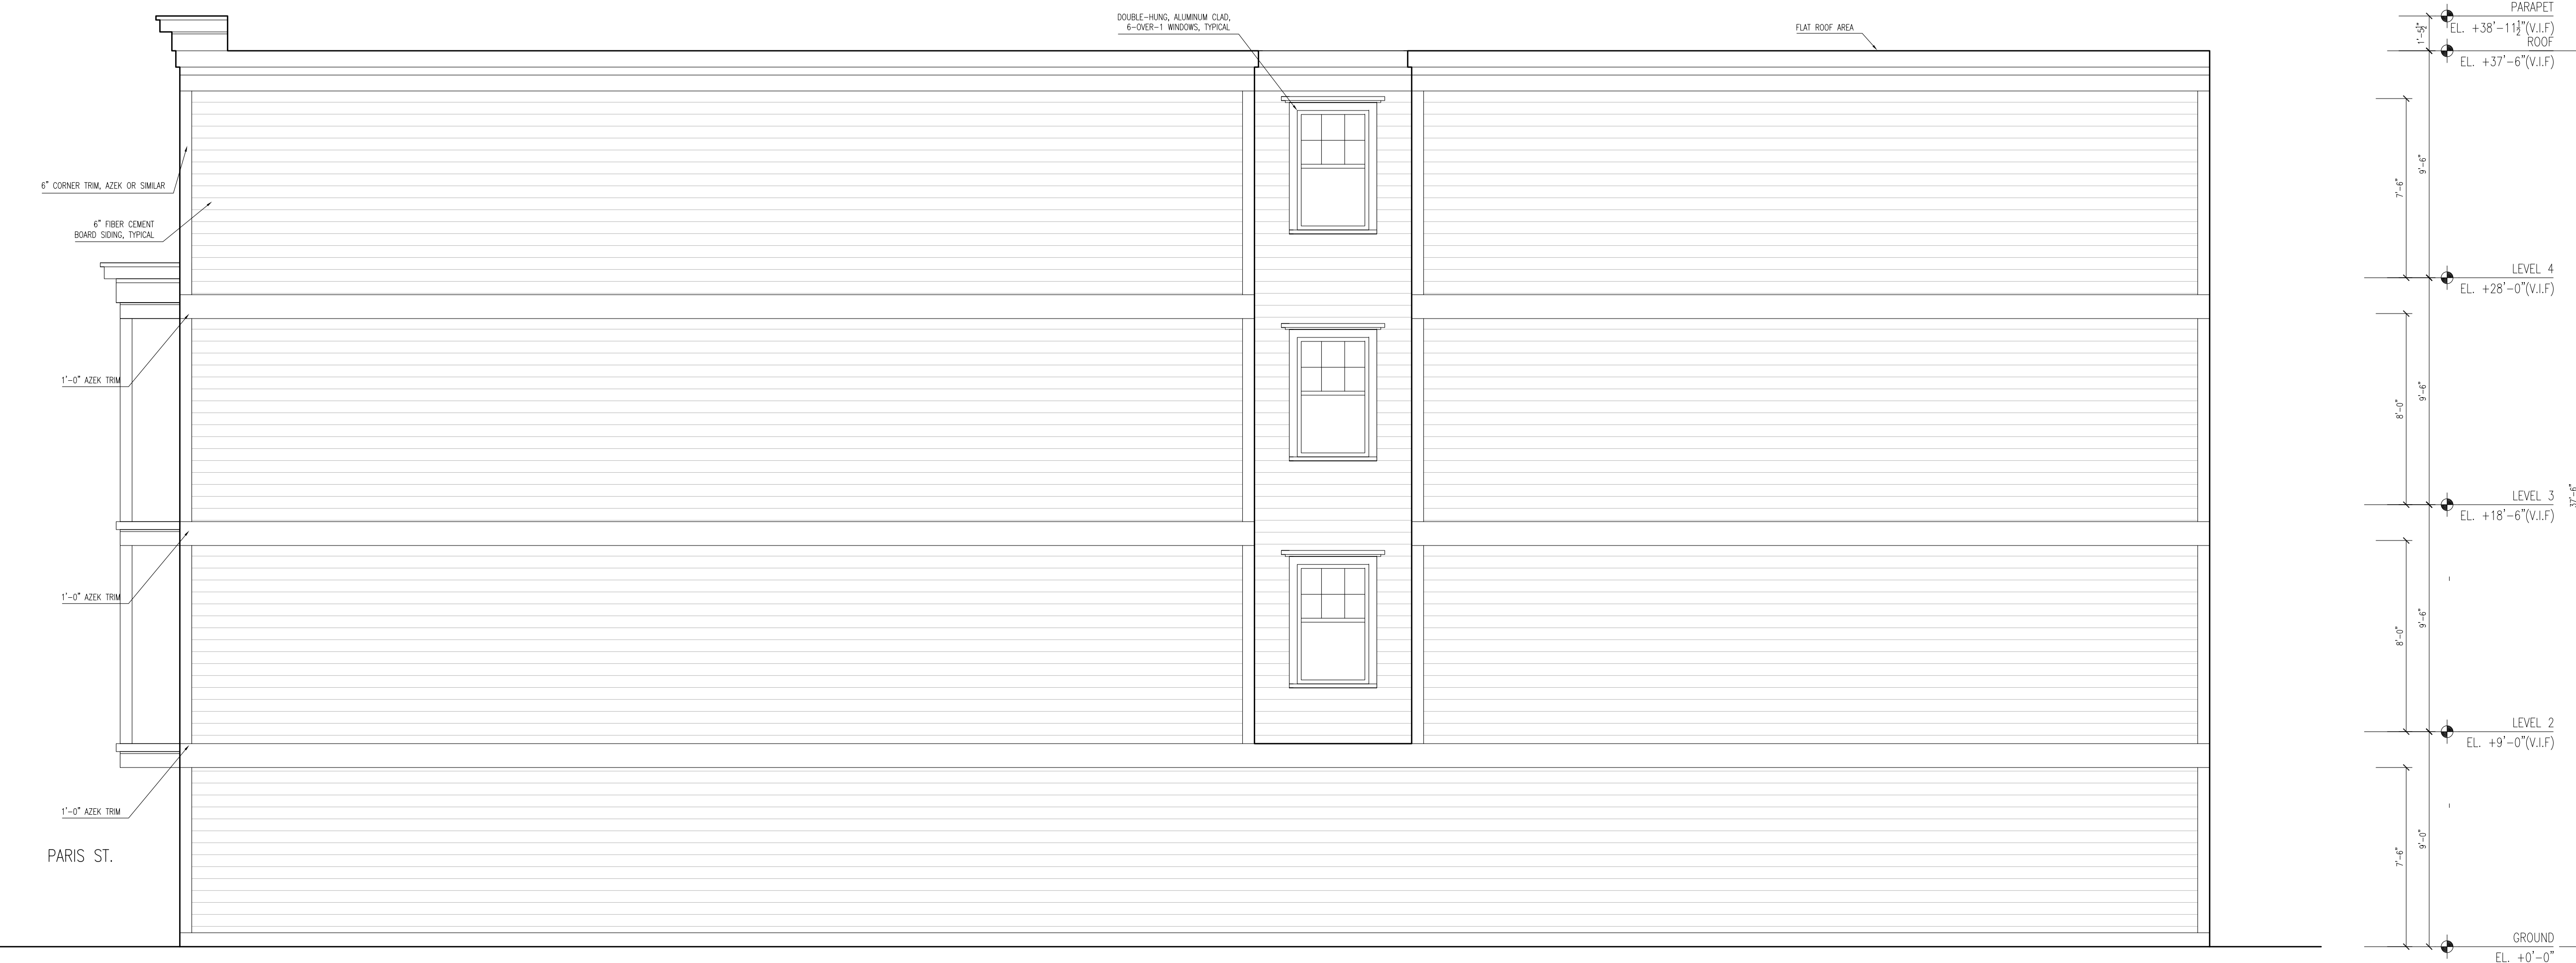 DOUBLE-HUNG, ALUMINUM CLAD,
6-OVER-1 WINDOWS, TYPICAL
FLAT ROOF AREA
6" CORNER TRIM, AZEK OR SIMILAR
6" FIBER CEMENT
BOARD SIDING, TYPICAL
1'-0" AZEK TRIM
1'-0" AZEK TRIM
1'-0" AZEK TRIM
PARIS ST.
1'-5½"
9'-6"
7'-6"
9'-6"
8'-0"
9'-6"
8'-0"
9'-0"
7'-6"
PARAPET
EL. +38'-11½"(V.I.F)
ROOF
EL. +37'-6"(V.I.F)
LEVEL 4
EL. +28'-0"(V.I.F)
LEVEL 3
EL. +18'-6"(V.I.F)
LEVEL 2
EL. +9'-0"(V.I.F)
GROUND
EL. +0'-0"
37'-6"